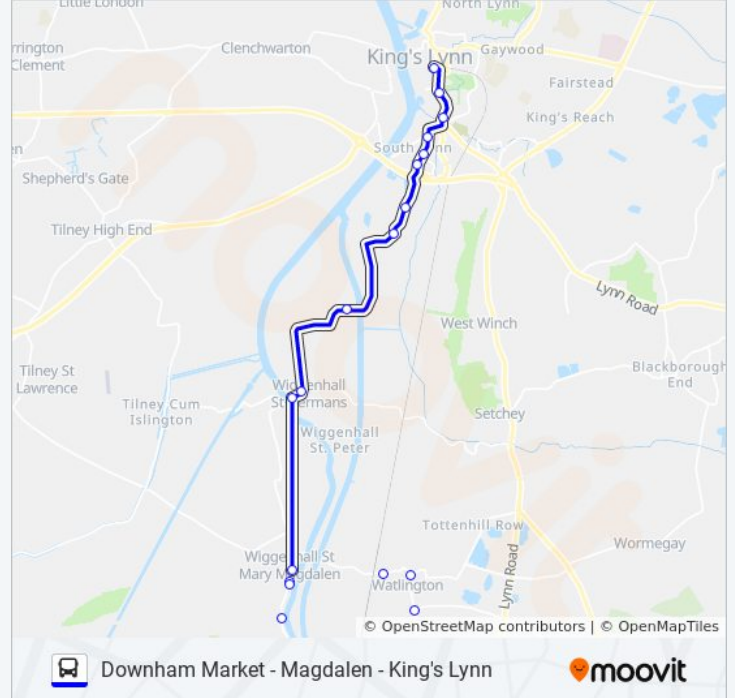 Little London
North Lynn
rrington
Clement
Clenchwarton
King's Lynn
Gaywood
Fairstead
King's Reach
en
South Lynn
Shepherd's Gate
Tilney High End
Lynn Road
West Winch
Tilney St
Lawrence
Blackborough
End
Wiggenhall
St Germans
Tilney Cum
Islington
Setchey
Wiggenhall
St. Peter
Tottenhill Row
Wormegay
Wiggenhall St
Mary Magdalen
Watlington
Lynn Road
© OpenStreetMap contributors | © OpenMapTiles
Downham Market - Magdalen - King's Lynn
moovit